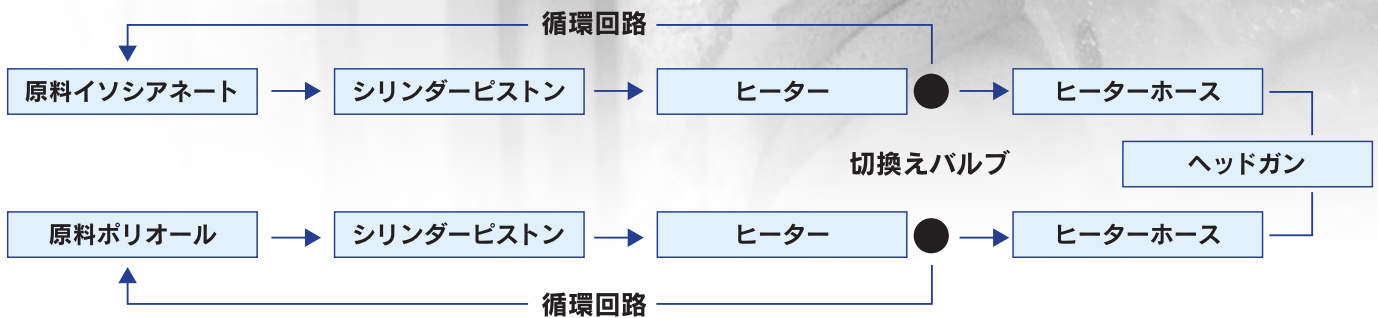 循環回路
原料イソシアネート
シリンダーピストン
ヒーター
ヒーターホース
切換えバルブ
ヘッドガン
原料ポリオール
シリンダーピストン
ヒーター
ヒーターホース
循環回路